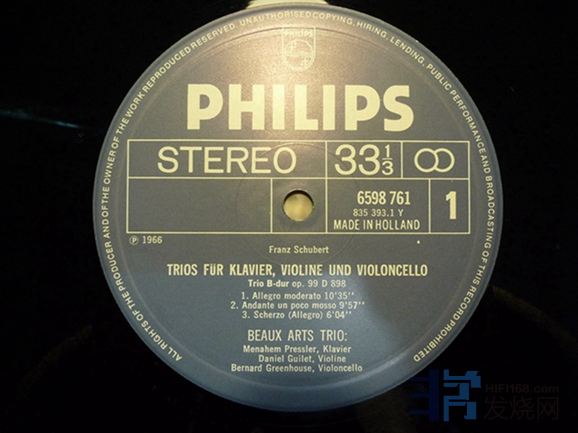 ALL RIGHTS OF THE PRODUCER AND OF THE OWNER OF THE WORK REPRODUCED RESERVED. UNAUTHORISED COPYING, HIRING, LENDING, PUBLIC PERFORMANCE AND BROADCASTING OF THIS RECORD PROHIBITED
PHILIPS
PHILIPS
STEREO 33⅓
6598 761
835 393.1 Y
MADE IN HOLLAND
1
Ⓟ 1966
Franz Schubert
TRIOS FÜR KLAVIER, VIOLINE UND VIOLONCELLO
Trio B-dur op. 99 D 898
1. Allegro moderato 10'35''
2. Andante un poco mosso 9'57''
3. Scherzo (Allegro) 6'04''
BEAUX ARTS TRIO:
Menahem Pressler, Klavier
Daniel Guilet, Violine
Bernard Greenhouse, Violoncello
HIFI168.com
发烧网